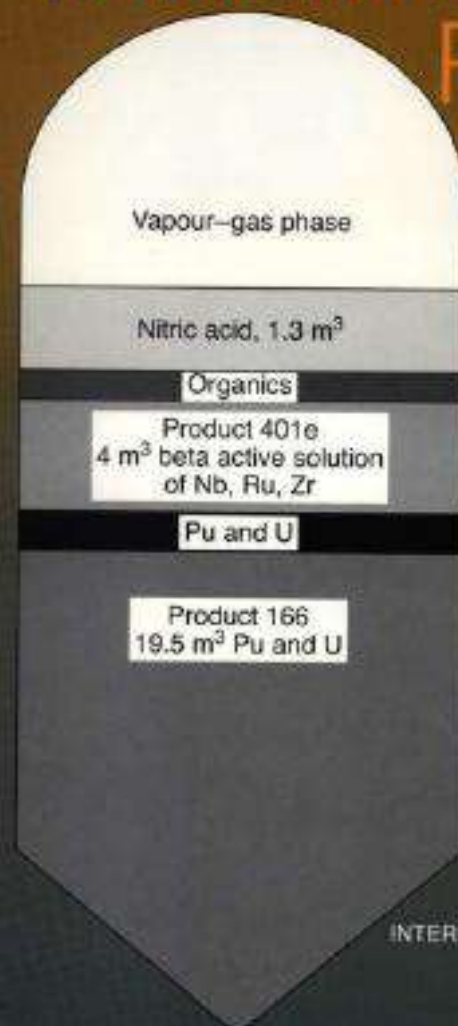 Vapour–gas phase
Nitric acid, 1.3 m³
Organics
Product 401e
4 m³ beta active solution
of Nb, Ru, Zr
Pu and U
Product 166
19.5 m³ Pu and U
INTER